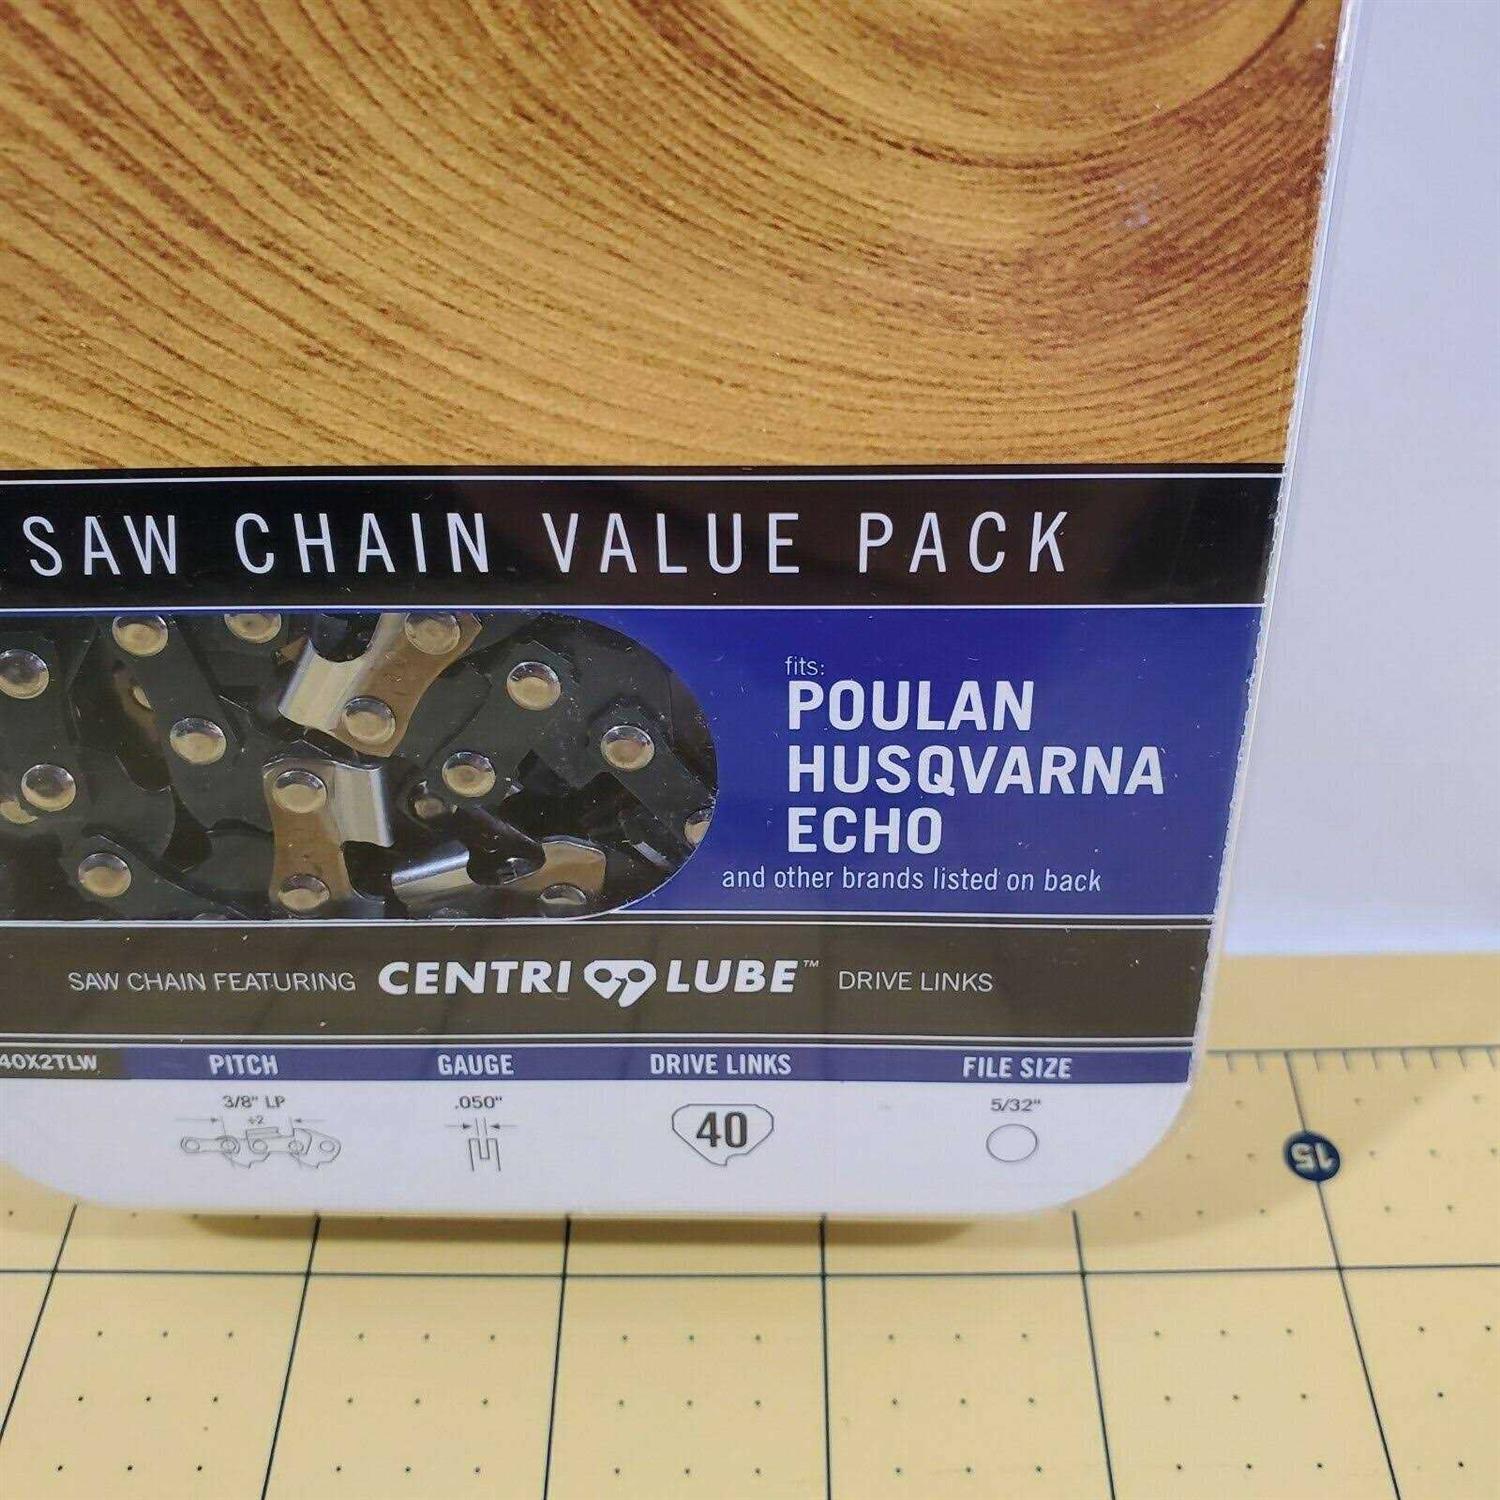 SAW CHAIN VALUE PACK
fits:
POULAN
HUSQVARNA
ECHO
and other brands listed on back
SAW CHAIN FEATURING CENTRI LUBE™ DRIVE LINKS
40X2TLW PITCH GAUGE DRIVE LINKS FILE SIZE
3/8" LP .050" 40 5/32"
÷2
15